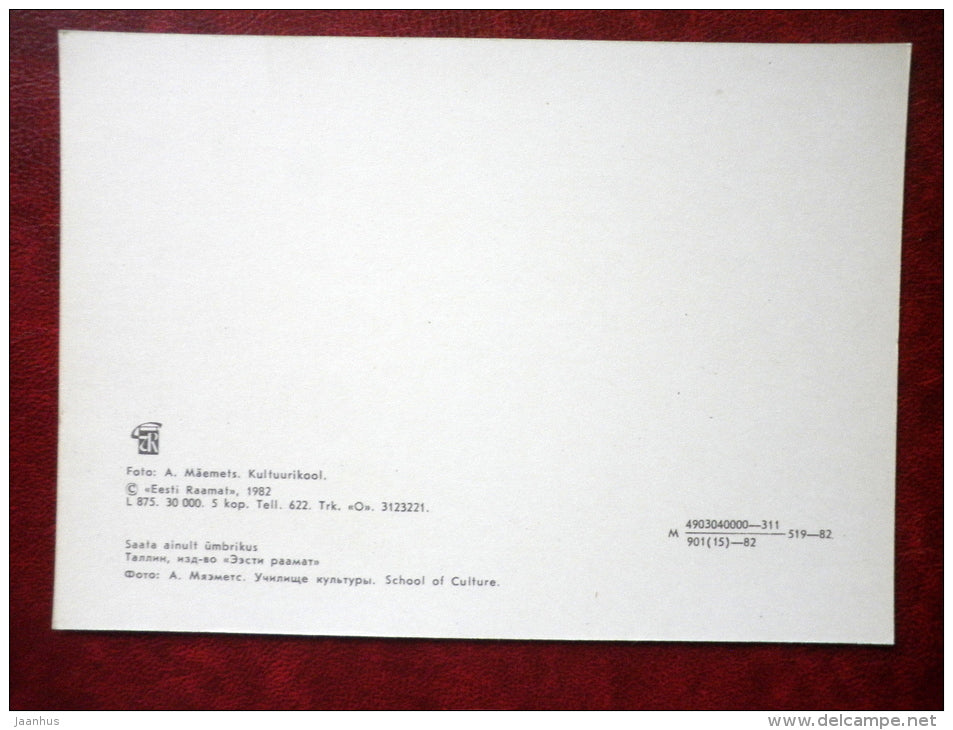 Foto: A. Mäemets. Kultuurikool.
© «Eesti Raamat», 1982
L 875. 30 000. 5 kop. Tell. 622. Trk. «O». 3123221.
Saata ainult ümbrikus
Таллин, изд-во «Ээсти раамат»
Фото: А. Мяэметс. Училище культуры. School of Culture.
М 4903040000—311
901(15)—82
519—82
jaanhus
www.delcampe.net